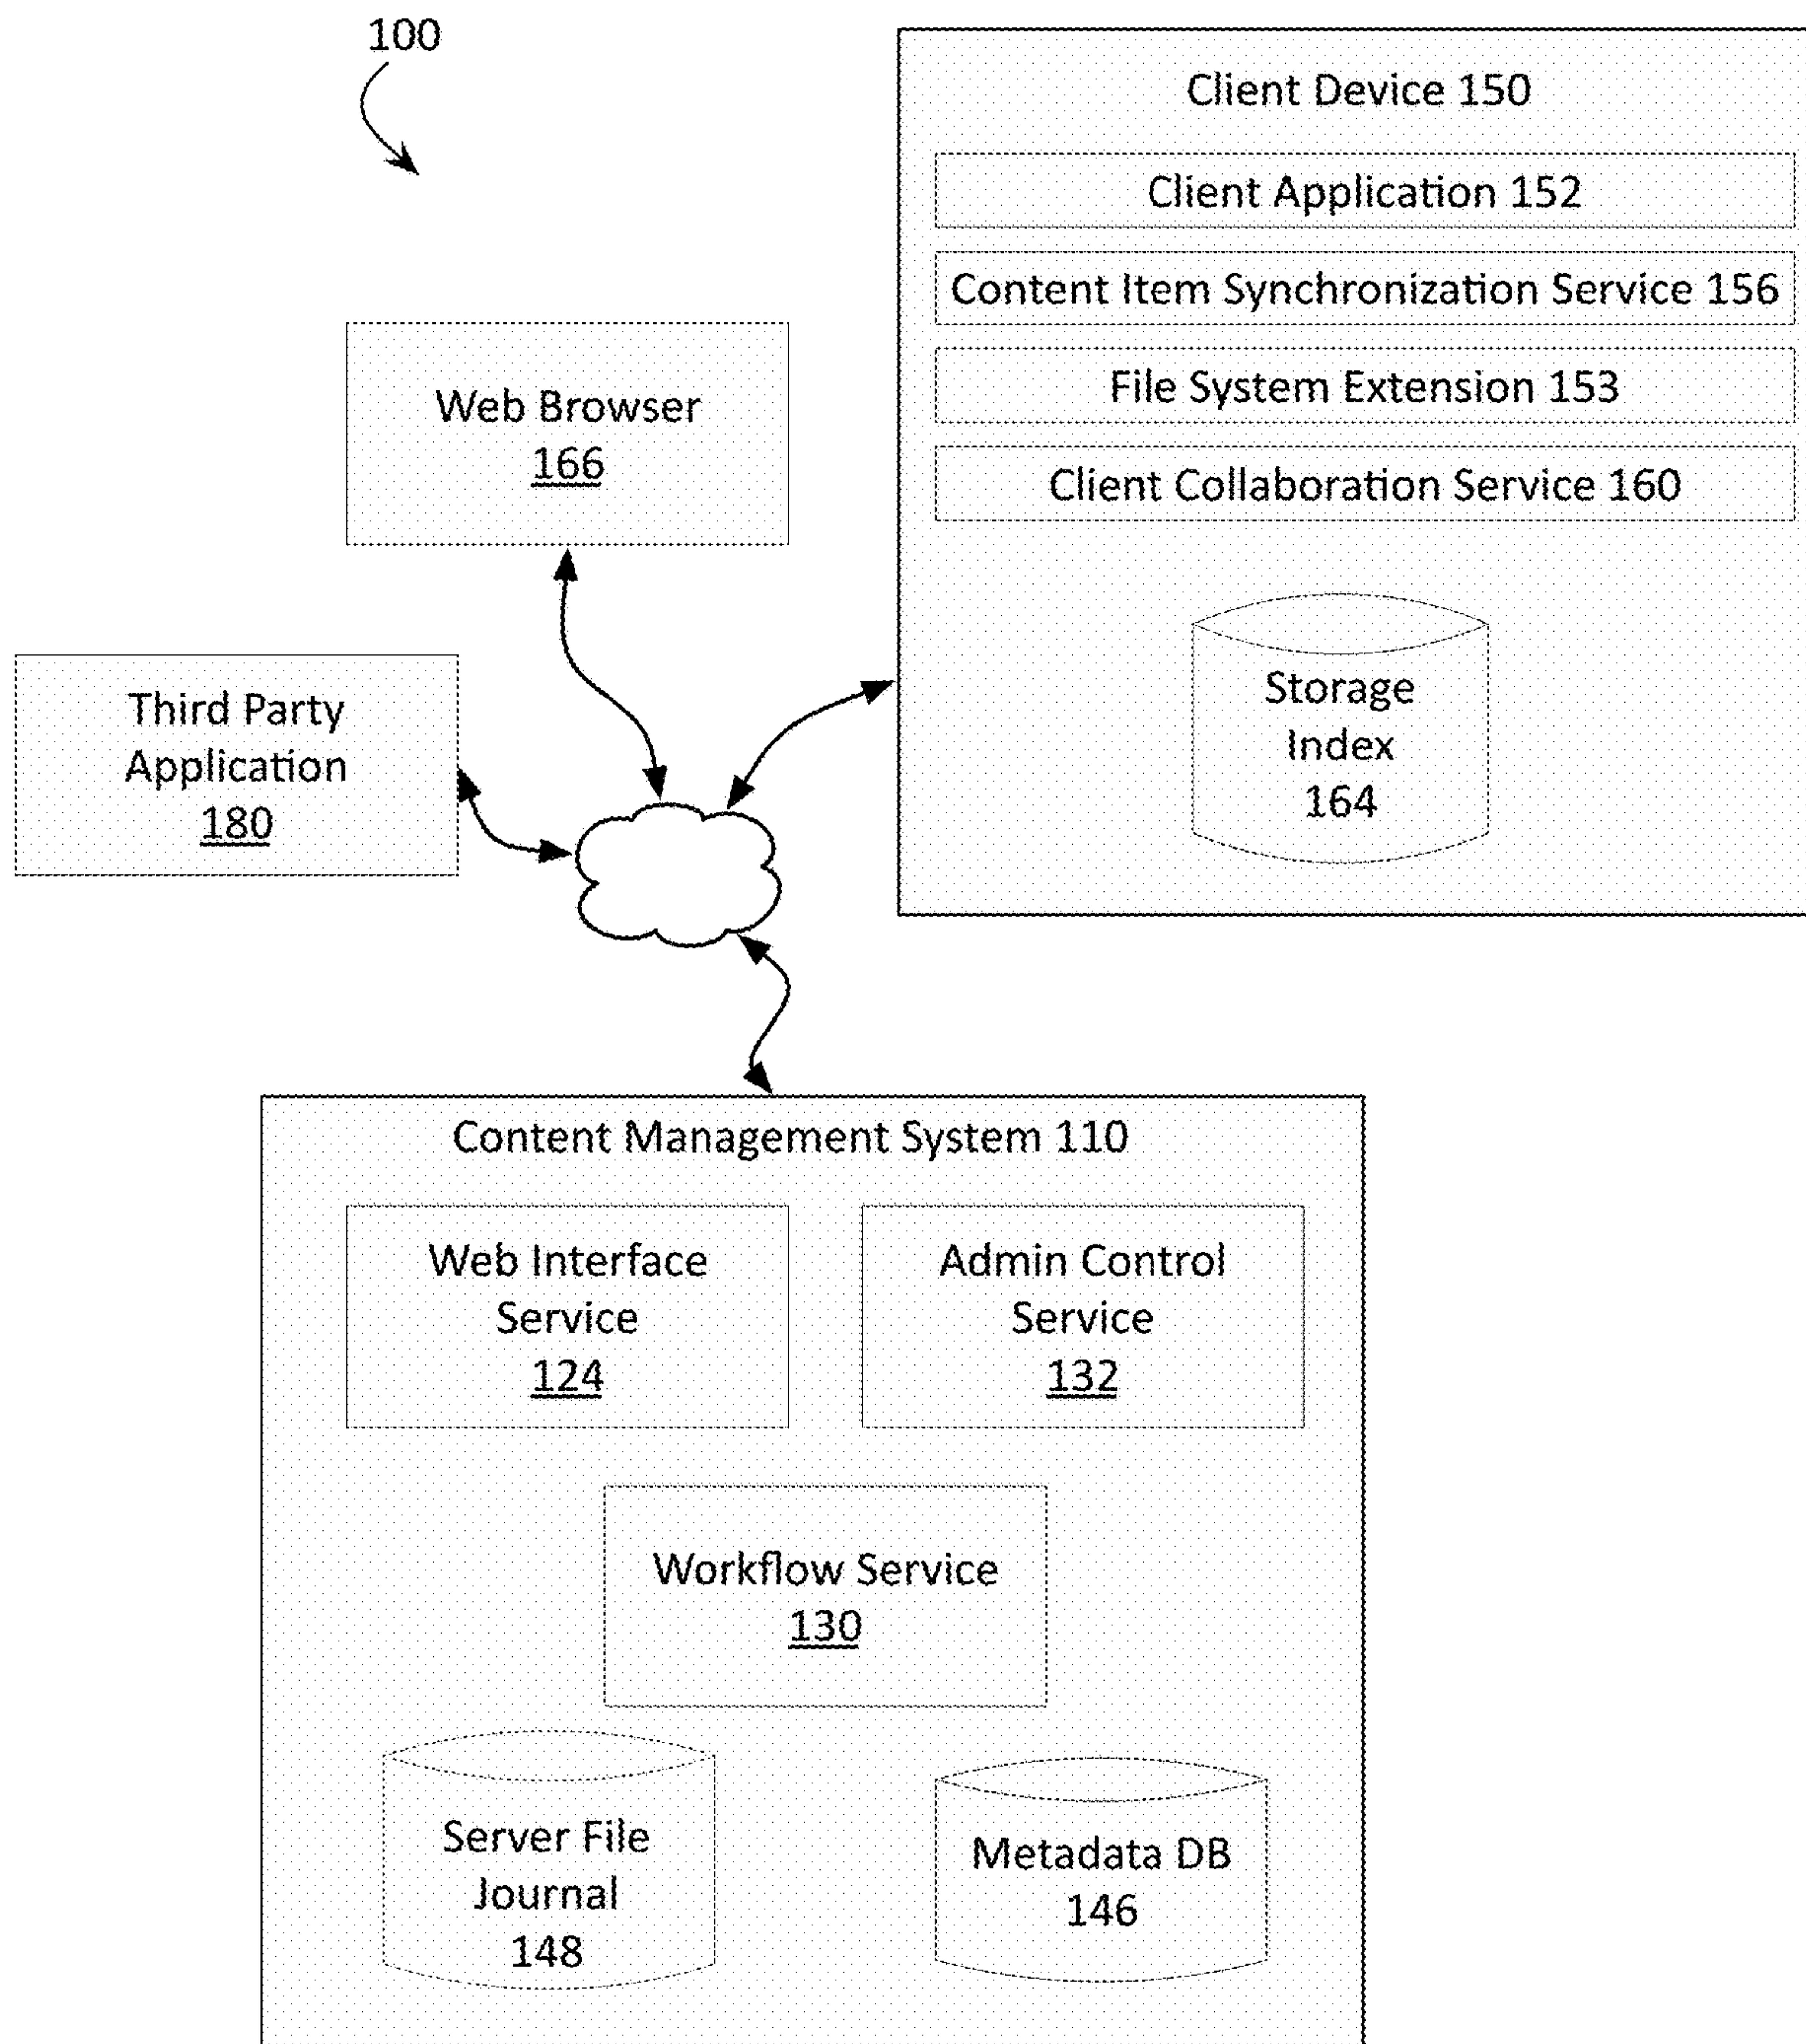 100
Client Device 150
Client Application 152
Content Item Synchronization Service 156
File System Extension 153
Client Collaboration Service 160
Storage
Index
164
Web Browser
166
Third Party
Application
180
Content Management System 110
Web Interface
Service
124
Admin Control
Service
132
Workflow Service
130
Server File
Journal
148
Metadata DB
146